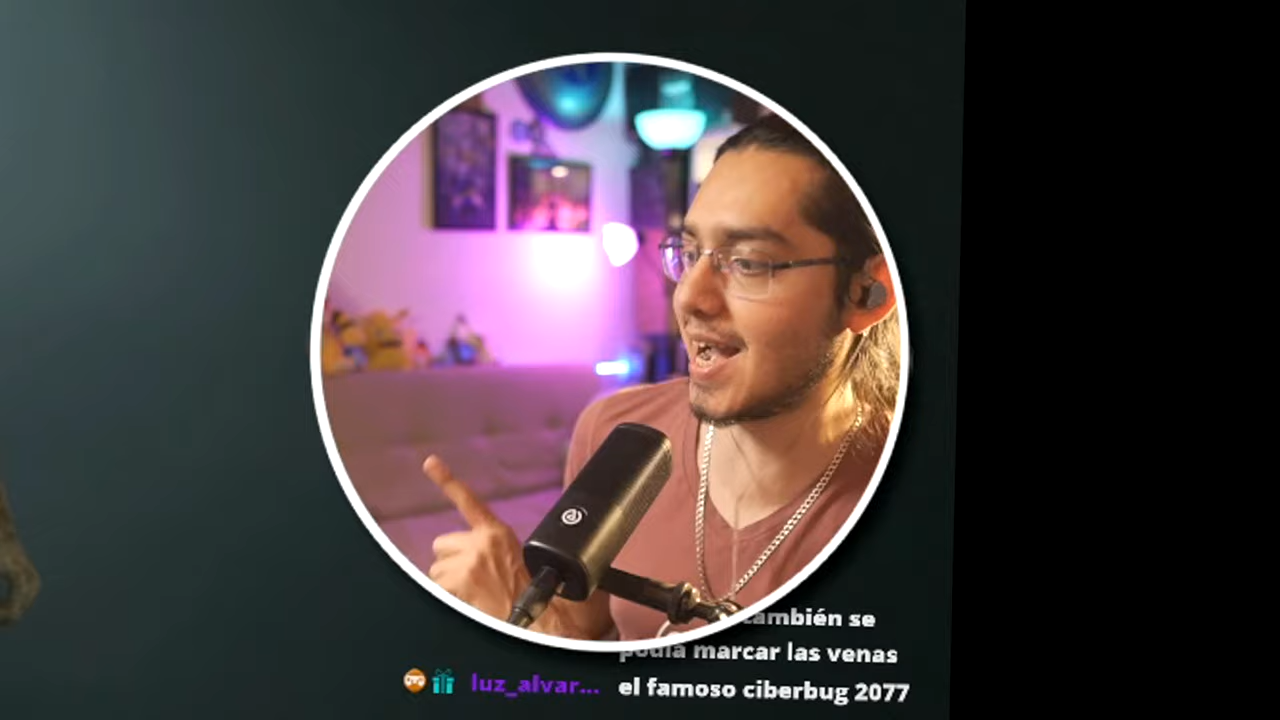 también se
podía marcar las venas
luz_alvar... el famoso ciberbug 2077